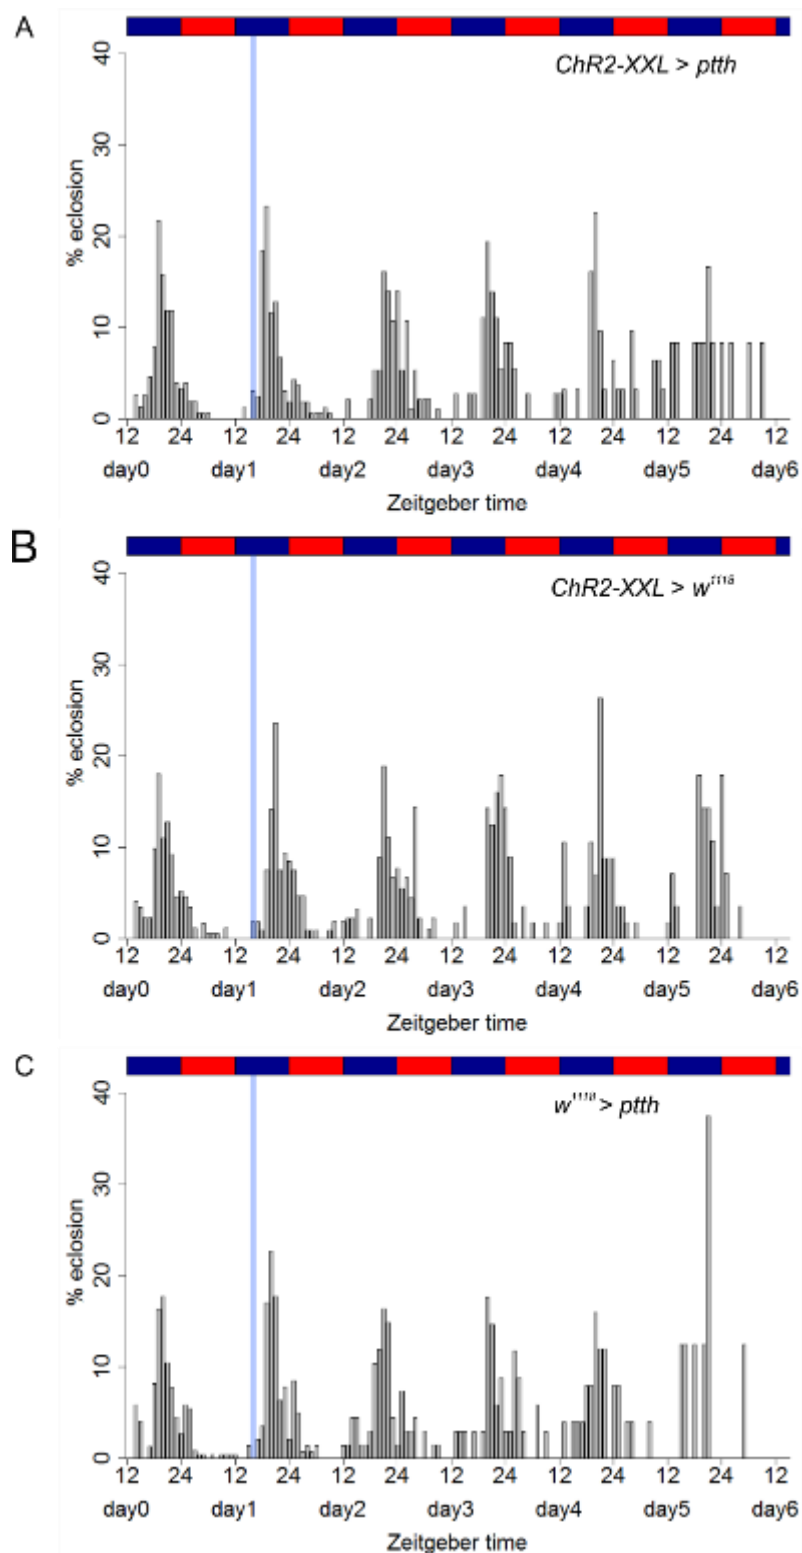 A
ChR2-XXL > ptth
% eclosion
40
30
20
10
0
12 24 12 24 12 24 12 24 12 24 12 24 12
day0 day1 day2 day3 day4 day5 day6
Zeitgeber time
B
ChR2-XXL > w¹¹¹⁸
% eclosion
40
30
20
10
0
12 24 12 24 12 24 12 24 12 24 12 24 12
day0 day1 day2 day3 day4 day5 day6
Zeitgeber time
C
w¹¹¹⁸ > ptth
% eclosion
40
30
20
10
0
12 24 12 24 12 24 12 24 12 24 12 24 12
day0 day1 day2 day3 day4 day5 day6
Zeitgeber time